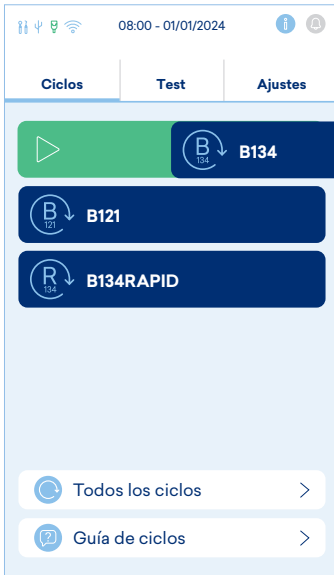 08:00 - 01/01/2024
Ciclos Test Ajustes
B 134 B134
B 121 B121
R 134 B134RAPID
Todos los ciclos
Guía de ciclos